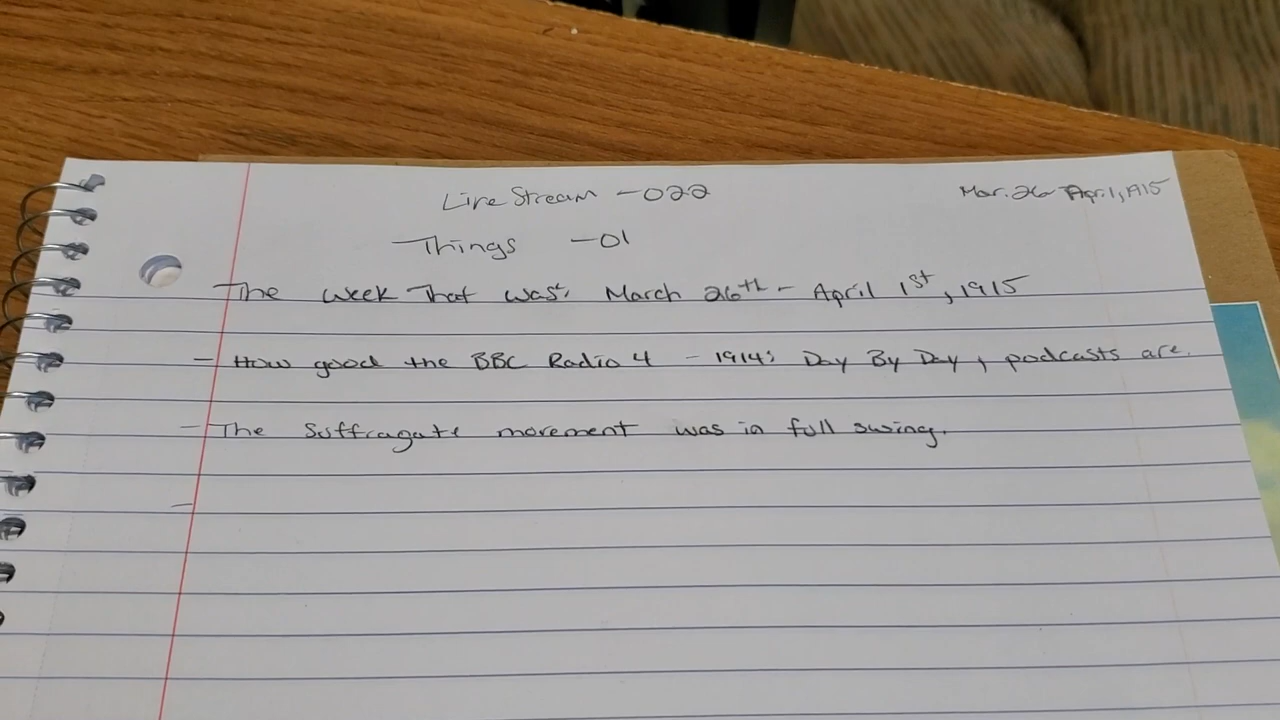 Live Stream -022
Mar. 26 April, 1915
Things -01
The Week That Was: March 26th - April 1st, 1915
- How good the BBC Radio 4 - 1914: Day By Day, podcasts are.
- The Suffragate movement was in full swing.
-